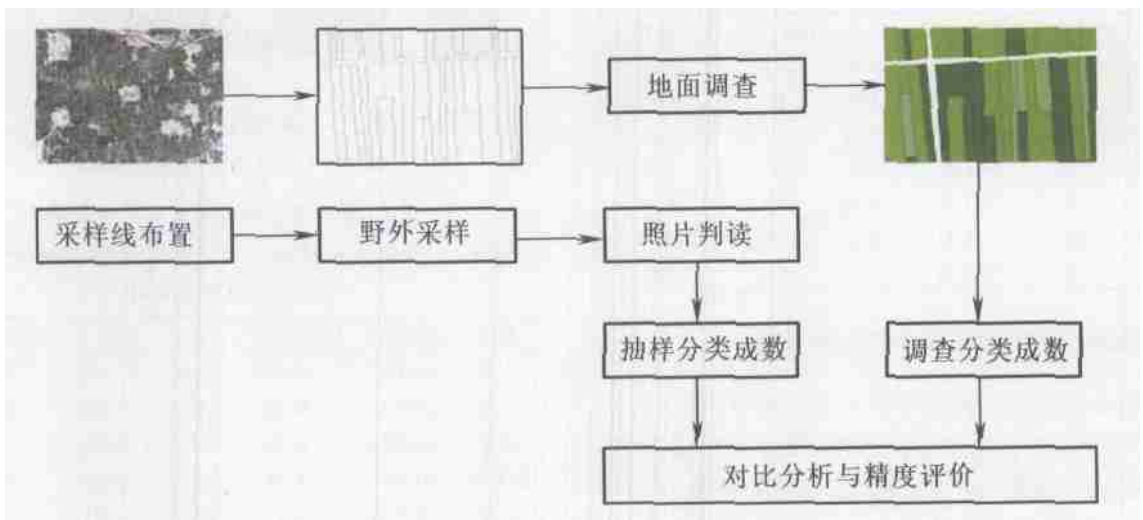 地面调查
采样线布置
野外采样
照片判读
抽样分类成数
调查分类成数
对比分析与精度评价